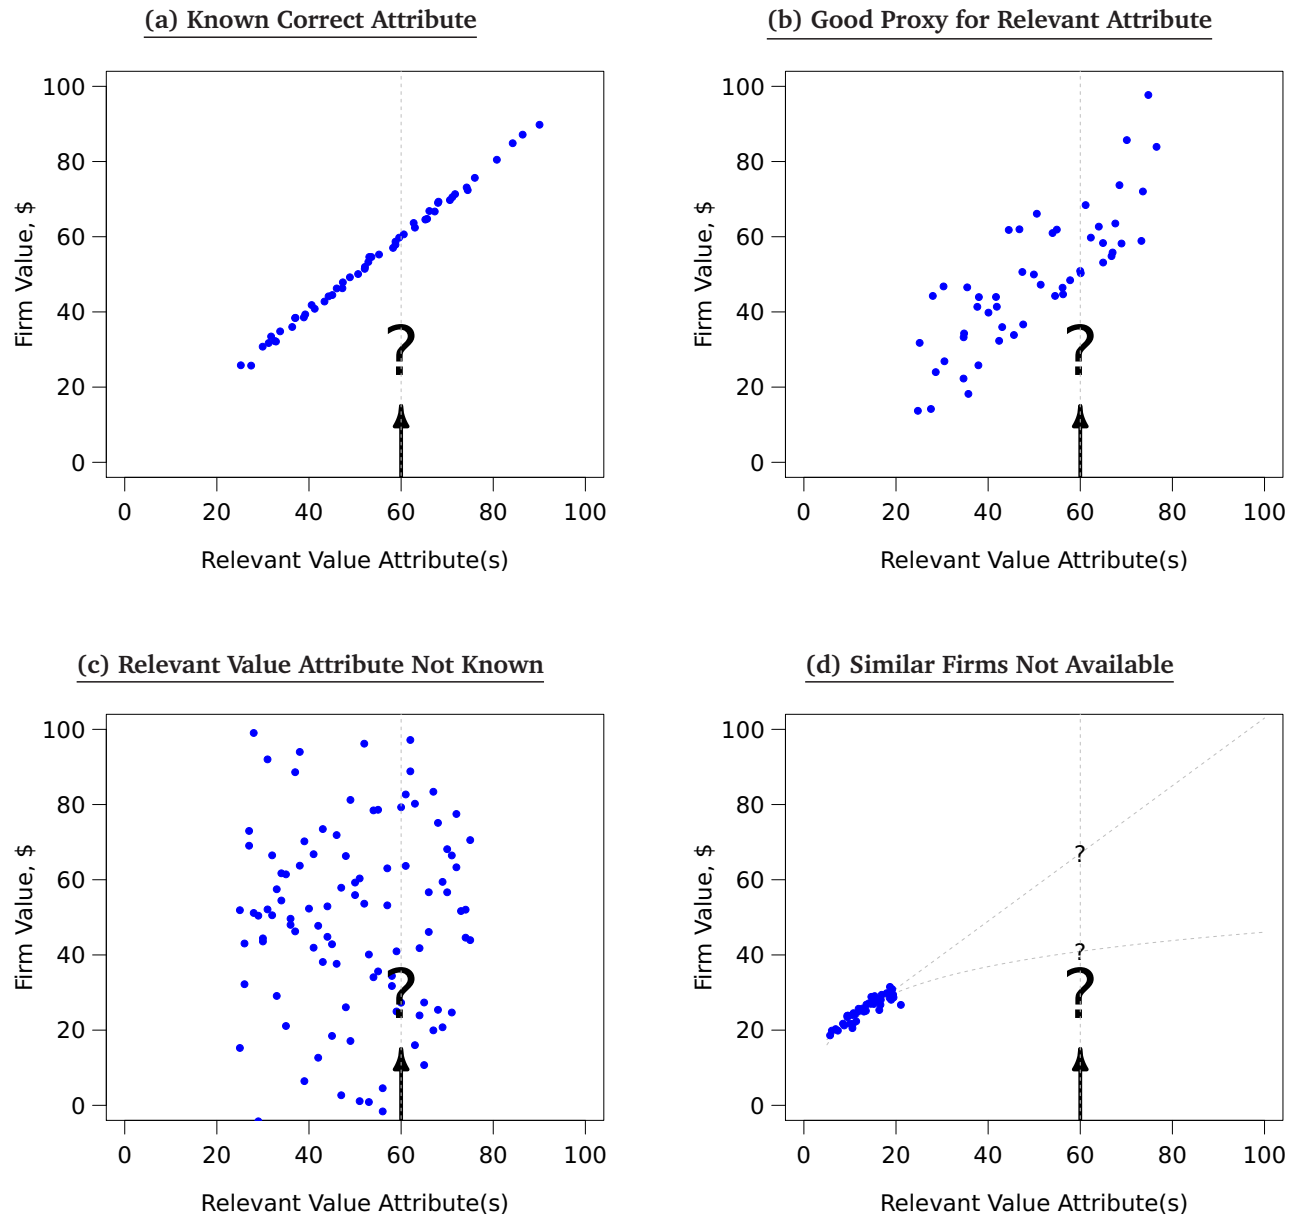 (a) Known Correct Attribute
100
80
60
40
20
0
Firm Value, $
?
0 20 40 60 80 100
Relevant Value Attribute(s)
(b) Good Proxy for Relevant Attribute
100
80
60
40
20
0
Firm Value, $
?
0 20 40 60 80 100
Relevant Value Attribute(s)
(c) Relevant Value Attribute Not Known
100
80
60
40
20
0
Firm Value, $
?
0 20 40 60 80 100
Relevant Value Attribute(s)
(d) Similar Firms Not Available
100
80
60
40
20
0
Firm Value, $
?
?
?
0 20 40 60 80 100
Relevant Value Attribute(s)